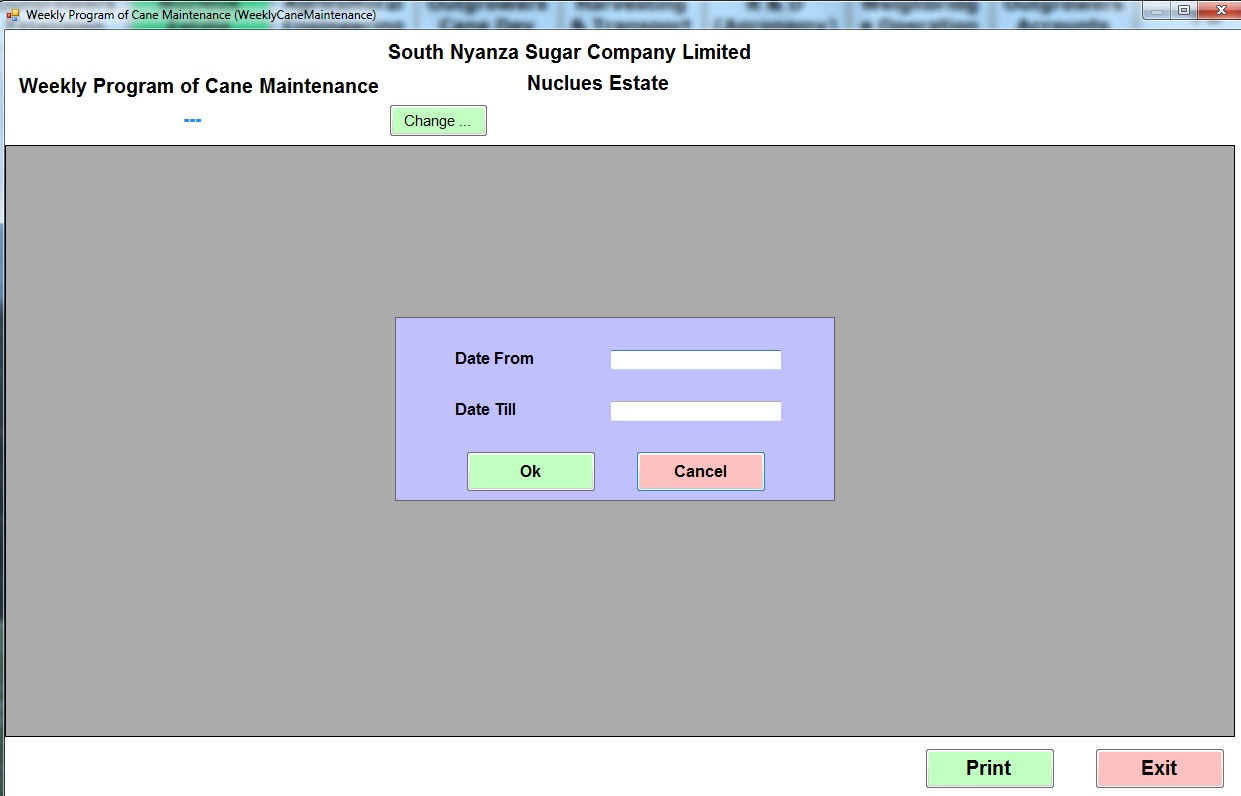 Weekly Program of Cane Maintenance (WeeklyCaneMaintenance)
South Nyanza Sugar Company Limited
Nuclues Estate
Weekly Program of Cane Maintenance
---
Change ...
Date From
Date Till
Ok
Cancel
Print
Exit